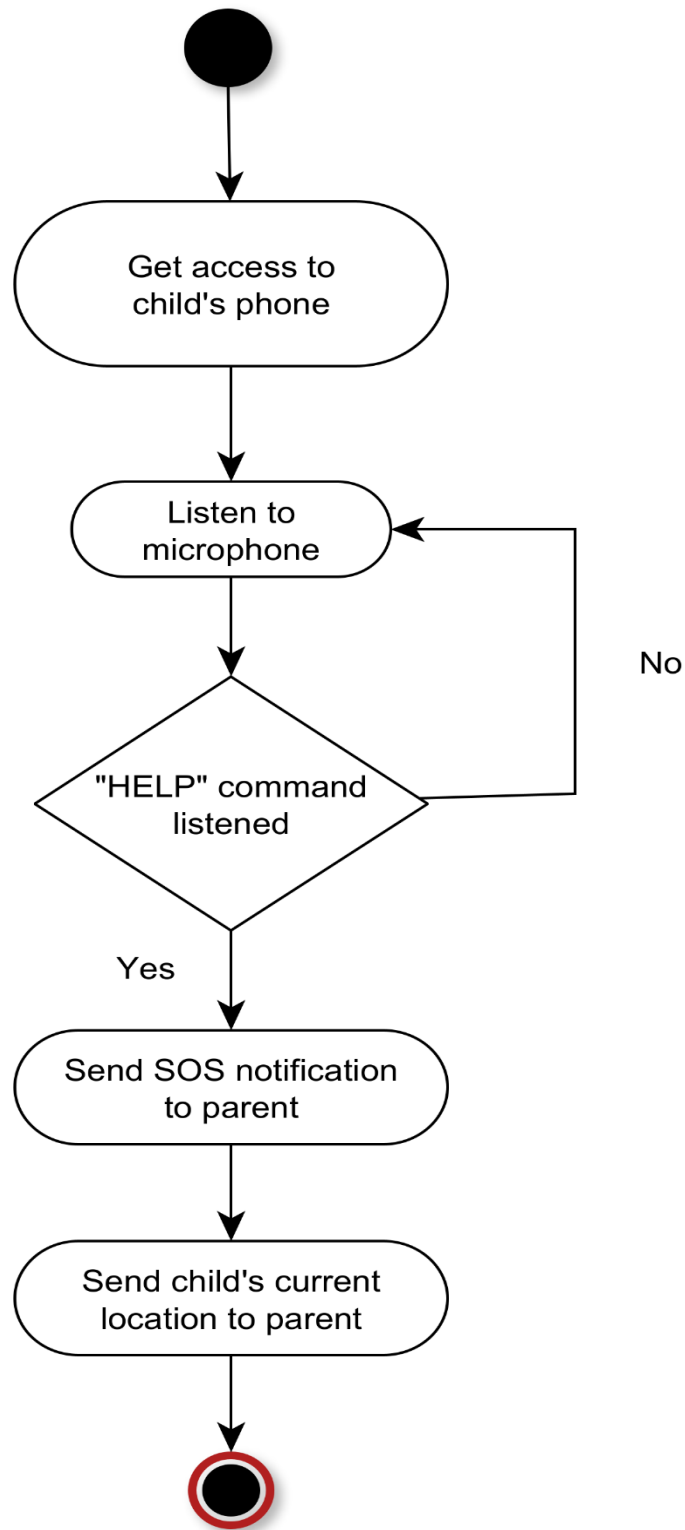 Get access to
child's phone
Listen to
microphone
No
"HELP" command
listened
Yes
Send SOS notification
to parent
Send child's current
location to parent